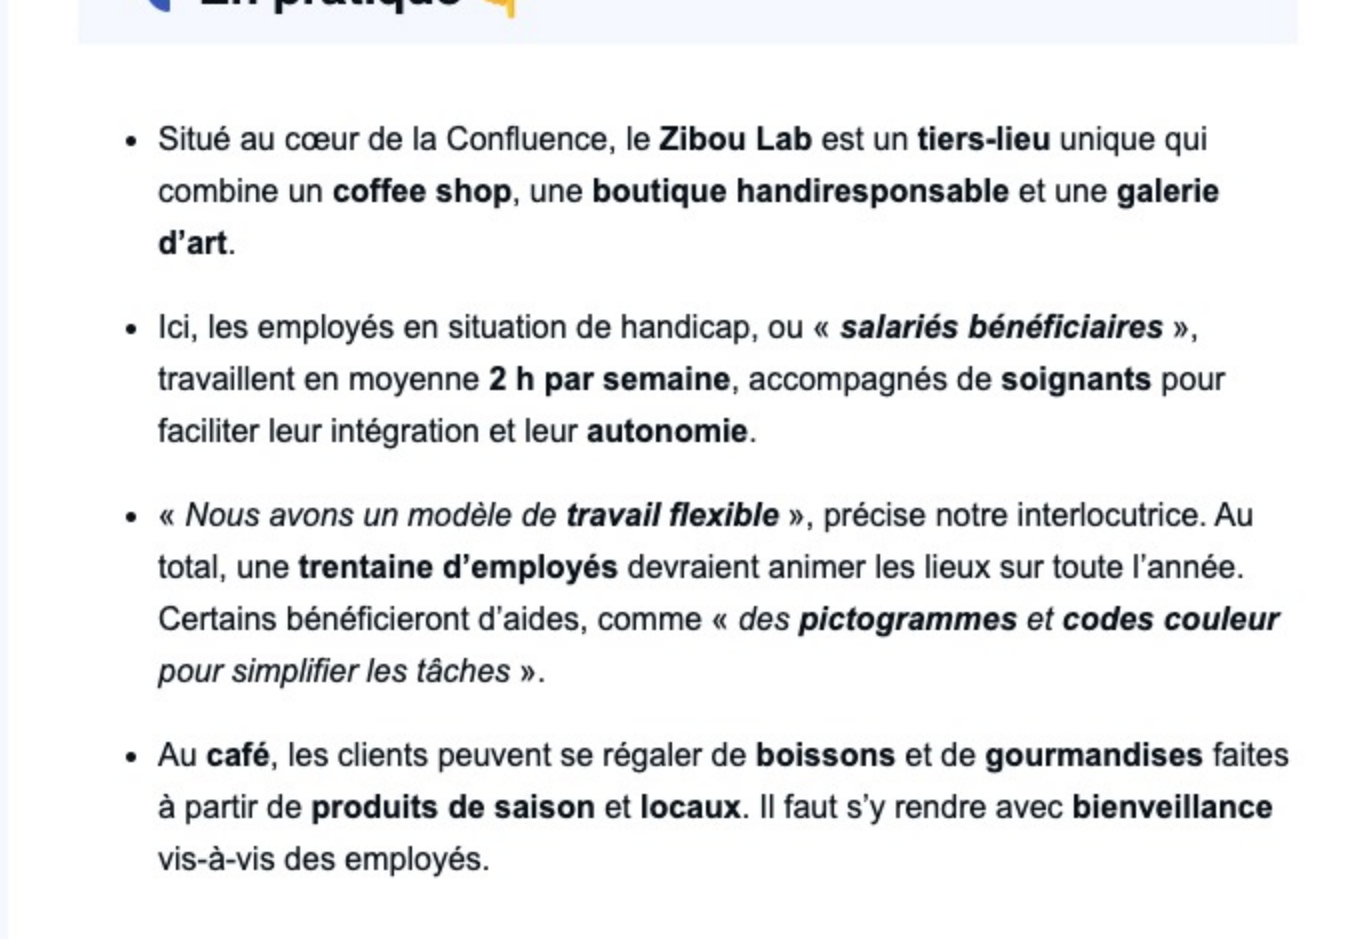 En pratique
• Situé au cœur de la Confluence, le Zibou Lab est un tiers-lieu unique qui
combine un coffee shop, une boutique handiresponsable et une galerie
d’art.
• Ici, les employés en situation de handicap, ou « salariés bénéficiaires »,
travaillent en moyenne 2 h par semaine, accompagnés de soignants pour
faciliter leur intégration et leur autonomie.
• « Nous avons un modèle de travail flexible », précise notre interlocutrice. Au
total, une trentaine d’employés devraient animer les lieux sur toute l’année.
Certains bénéficieront d’aides, comme « des pictogrammes et codes couleur
pour simplifier les tâches ».
• Au café, les clients peuvent se régaler de boissons et de gourmandises faites
à partir de produits de saison et locaux. Il faut s’y rendre avec bienveillance
vis-à-vis des employés.